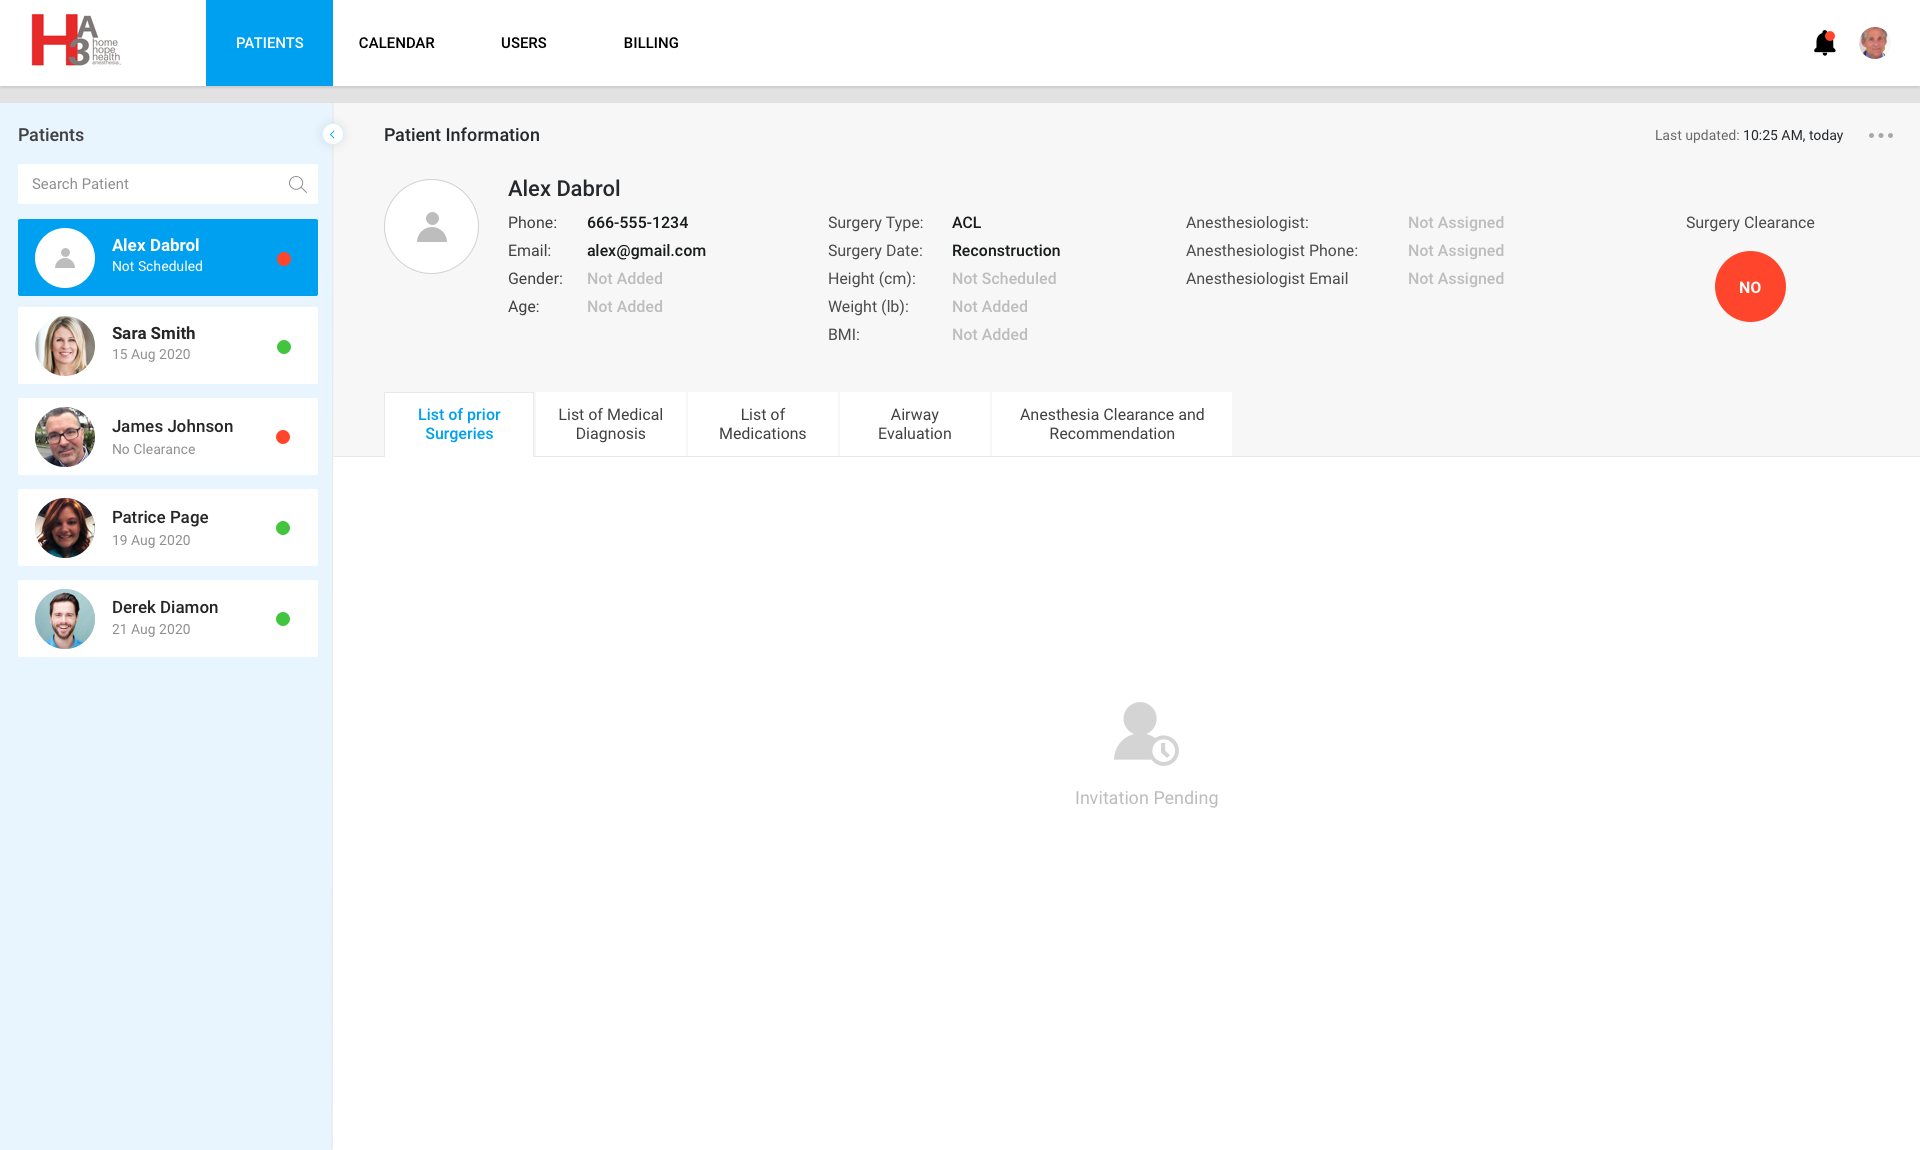 HA3
home
hope
health
anesthesia
PATIENTS
CALENDAR
USERS
BILLING
Patients
Search Patient
Alex Dabrol
Not Scheduled
Sara Smith
15 Aug 2020
James Johnson
No Clearance
Patrice Page
19 Aug 2020
Derek Diamon
21 Aug 2020
Patient Information
Last updated: 10:25 AM, today
Alex Dabrol
Phone: 666-555-1234
Email: alex@gmail.com
Gender: Not Added
Age: Not Added
Surgery Type: ACL
Surgery Date: Reconstruction
Height (cm): Not Scheduled
Weight (lb): Not Added
BMI: Not Added
Anesthesiologist: Not Assigned
Anesthesiologist Phone: Not Assigned
Anesthesiologist Email Not Assigned
Surgery Clearance
NO
List of prior
Surgeries
List of Medical
Diagnosis
List of
Medications
Airway
Evaluation
Anesthesia Clearance and
Recommendation
Invitation Pending